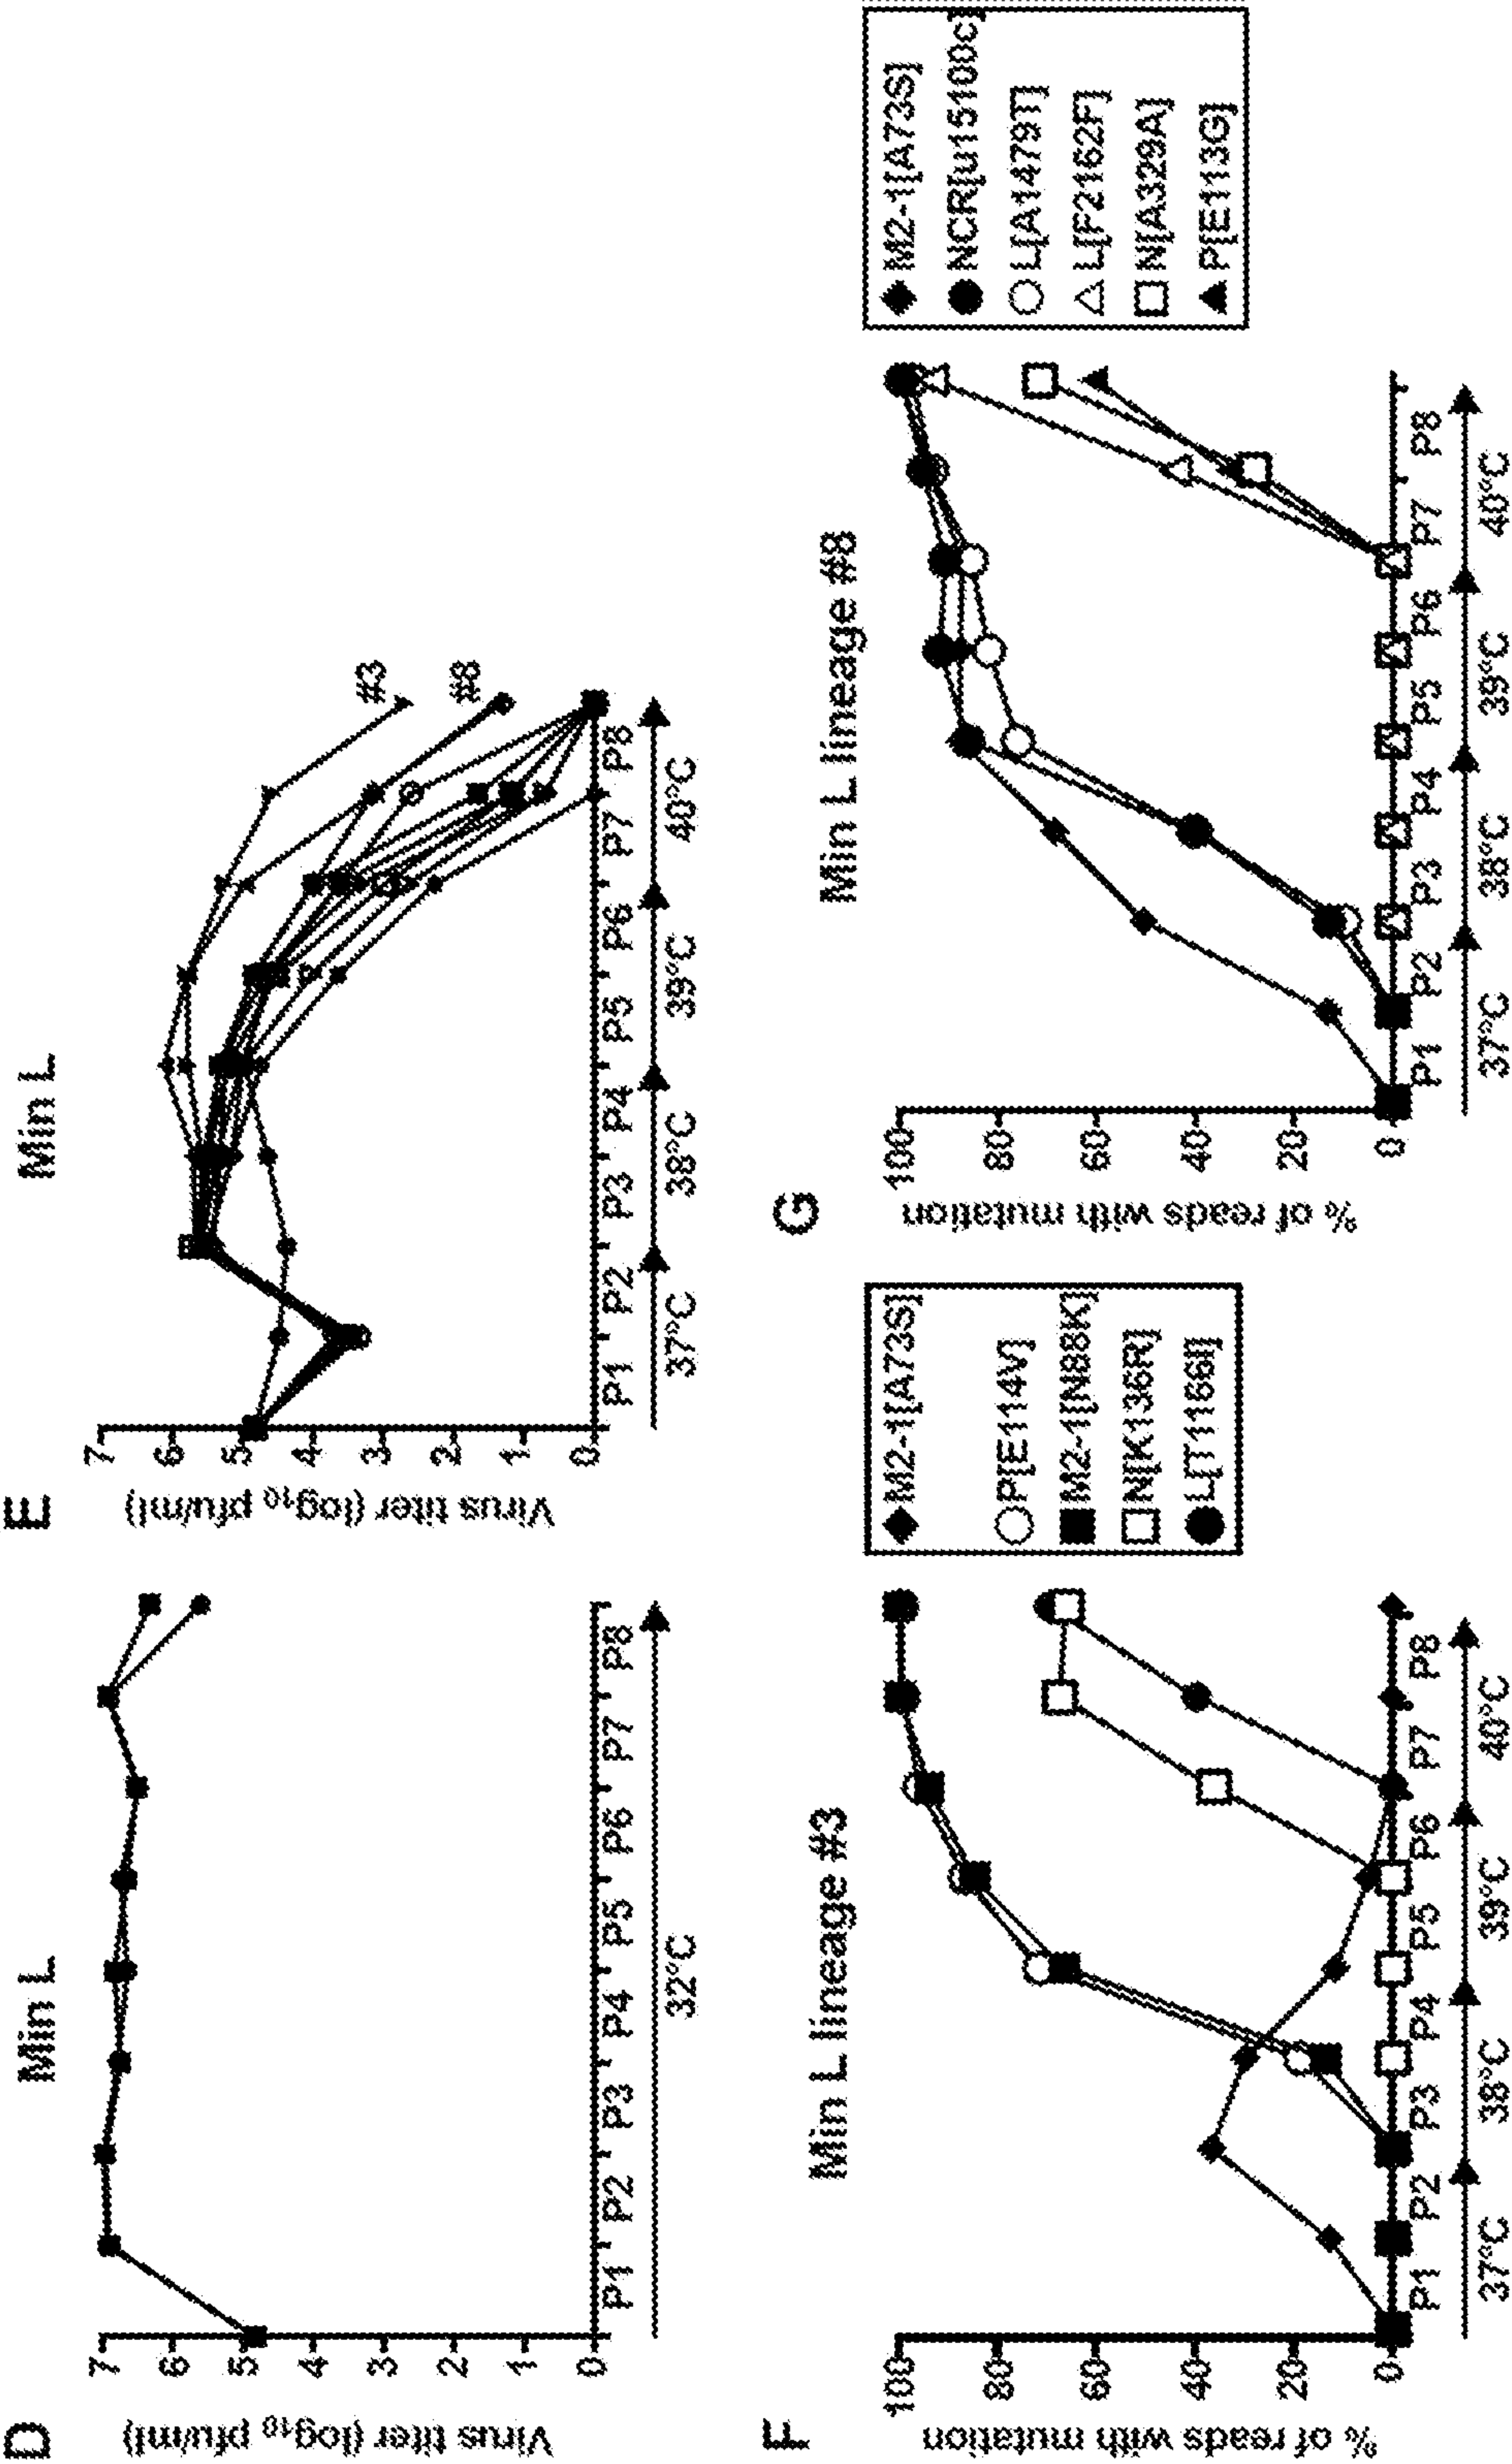 D
Min L
Virus titer (log10 pfu/ml)
7
6
5
4
3
2
1
0
P1 P2 P3 P4 P5 P6 P7 P8
32°C
E
Min L
Virus titer (log10 pfu/ml)
7
6
5
4
3
2
1
0
#3
#8
P1 P2 P3 P4 P5 P6 P7 P8
37°C 38°C 39°C 40°C
F
Min L lineage #3
% of reads with mutation
100
80
60
40
20
0
P1 P2 P3 P4 P5 P6 P7 P8
37°C 38°C 39°C 40°C
M2-1[A73S]
P[E114V]
M2-1[N88K]
N[K136R]
L[T1166I]
G
Min L lineage #8
% of reads with mutation
100
80
60
40
20
0
P1 P2 P3 P4 P5 P6 P7 P8
37°C 38°C 39°C 40°C
M2-1[A73S]
NCR[u15100c]
L[A1479T]
L[F2162F]
N[A329A]
P[E113G]